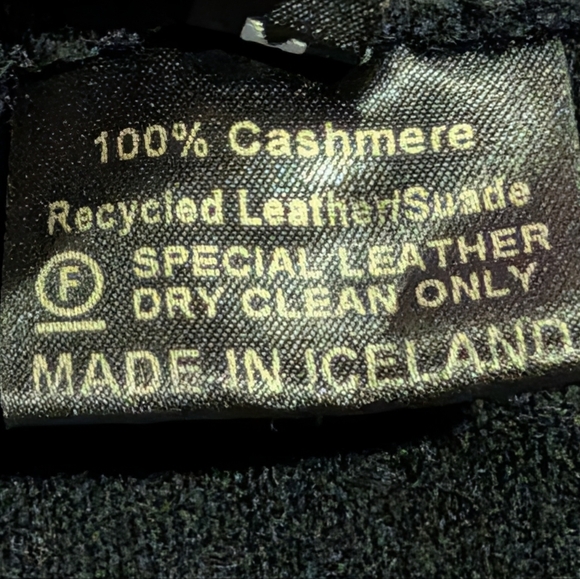 100% Cashmere
Recycled Leather/Suade
F
SPECIAL LEATHER
DRY CLEAN ONLY
MADE IN ICELAND